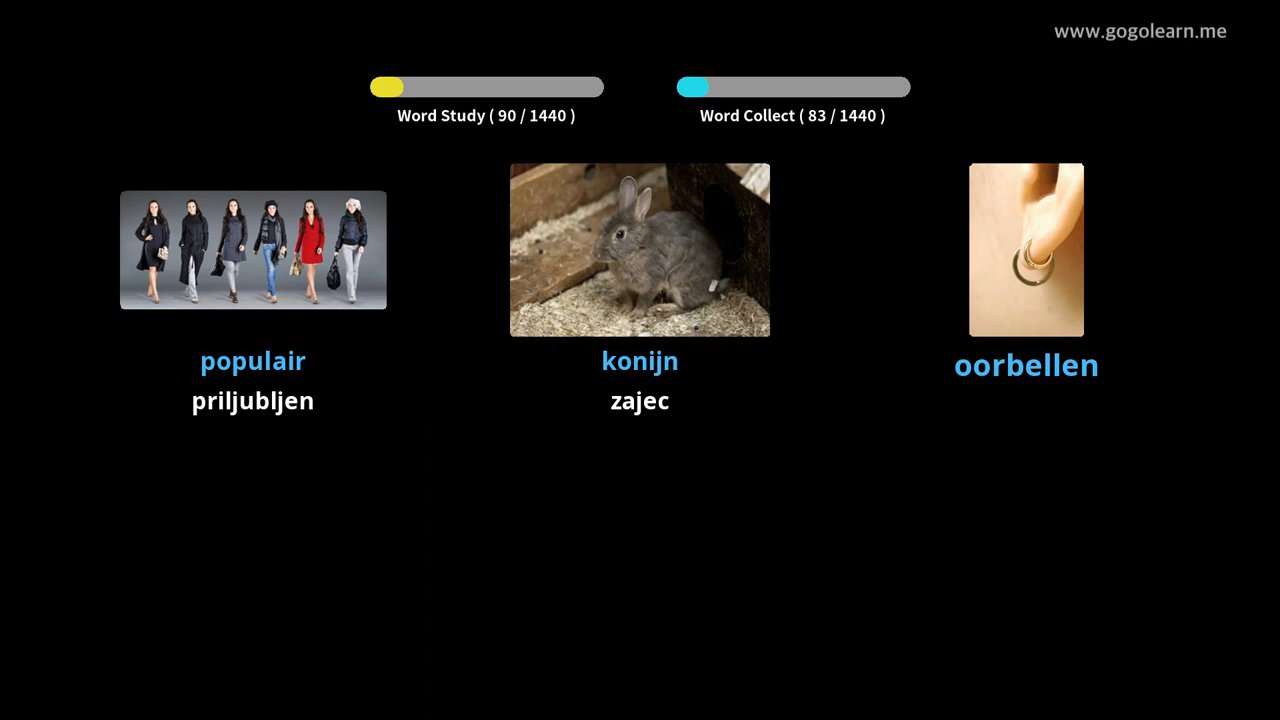 www.gogolearn.me
Word Study ( 90 / 1440 )
Word Collect ( 83 / 1440 )
populair
priljubljen
konijn
zajec
oorbellen